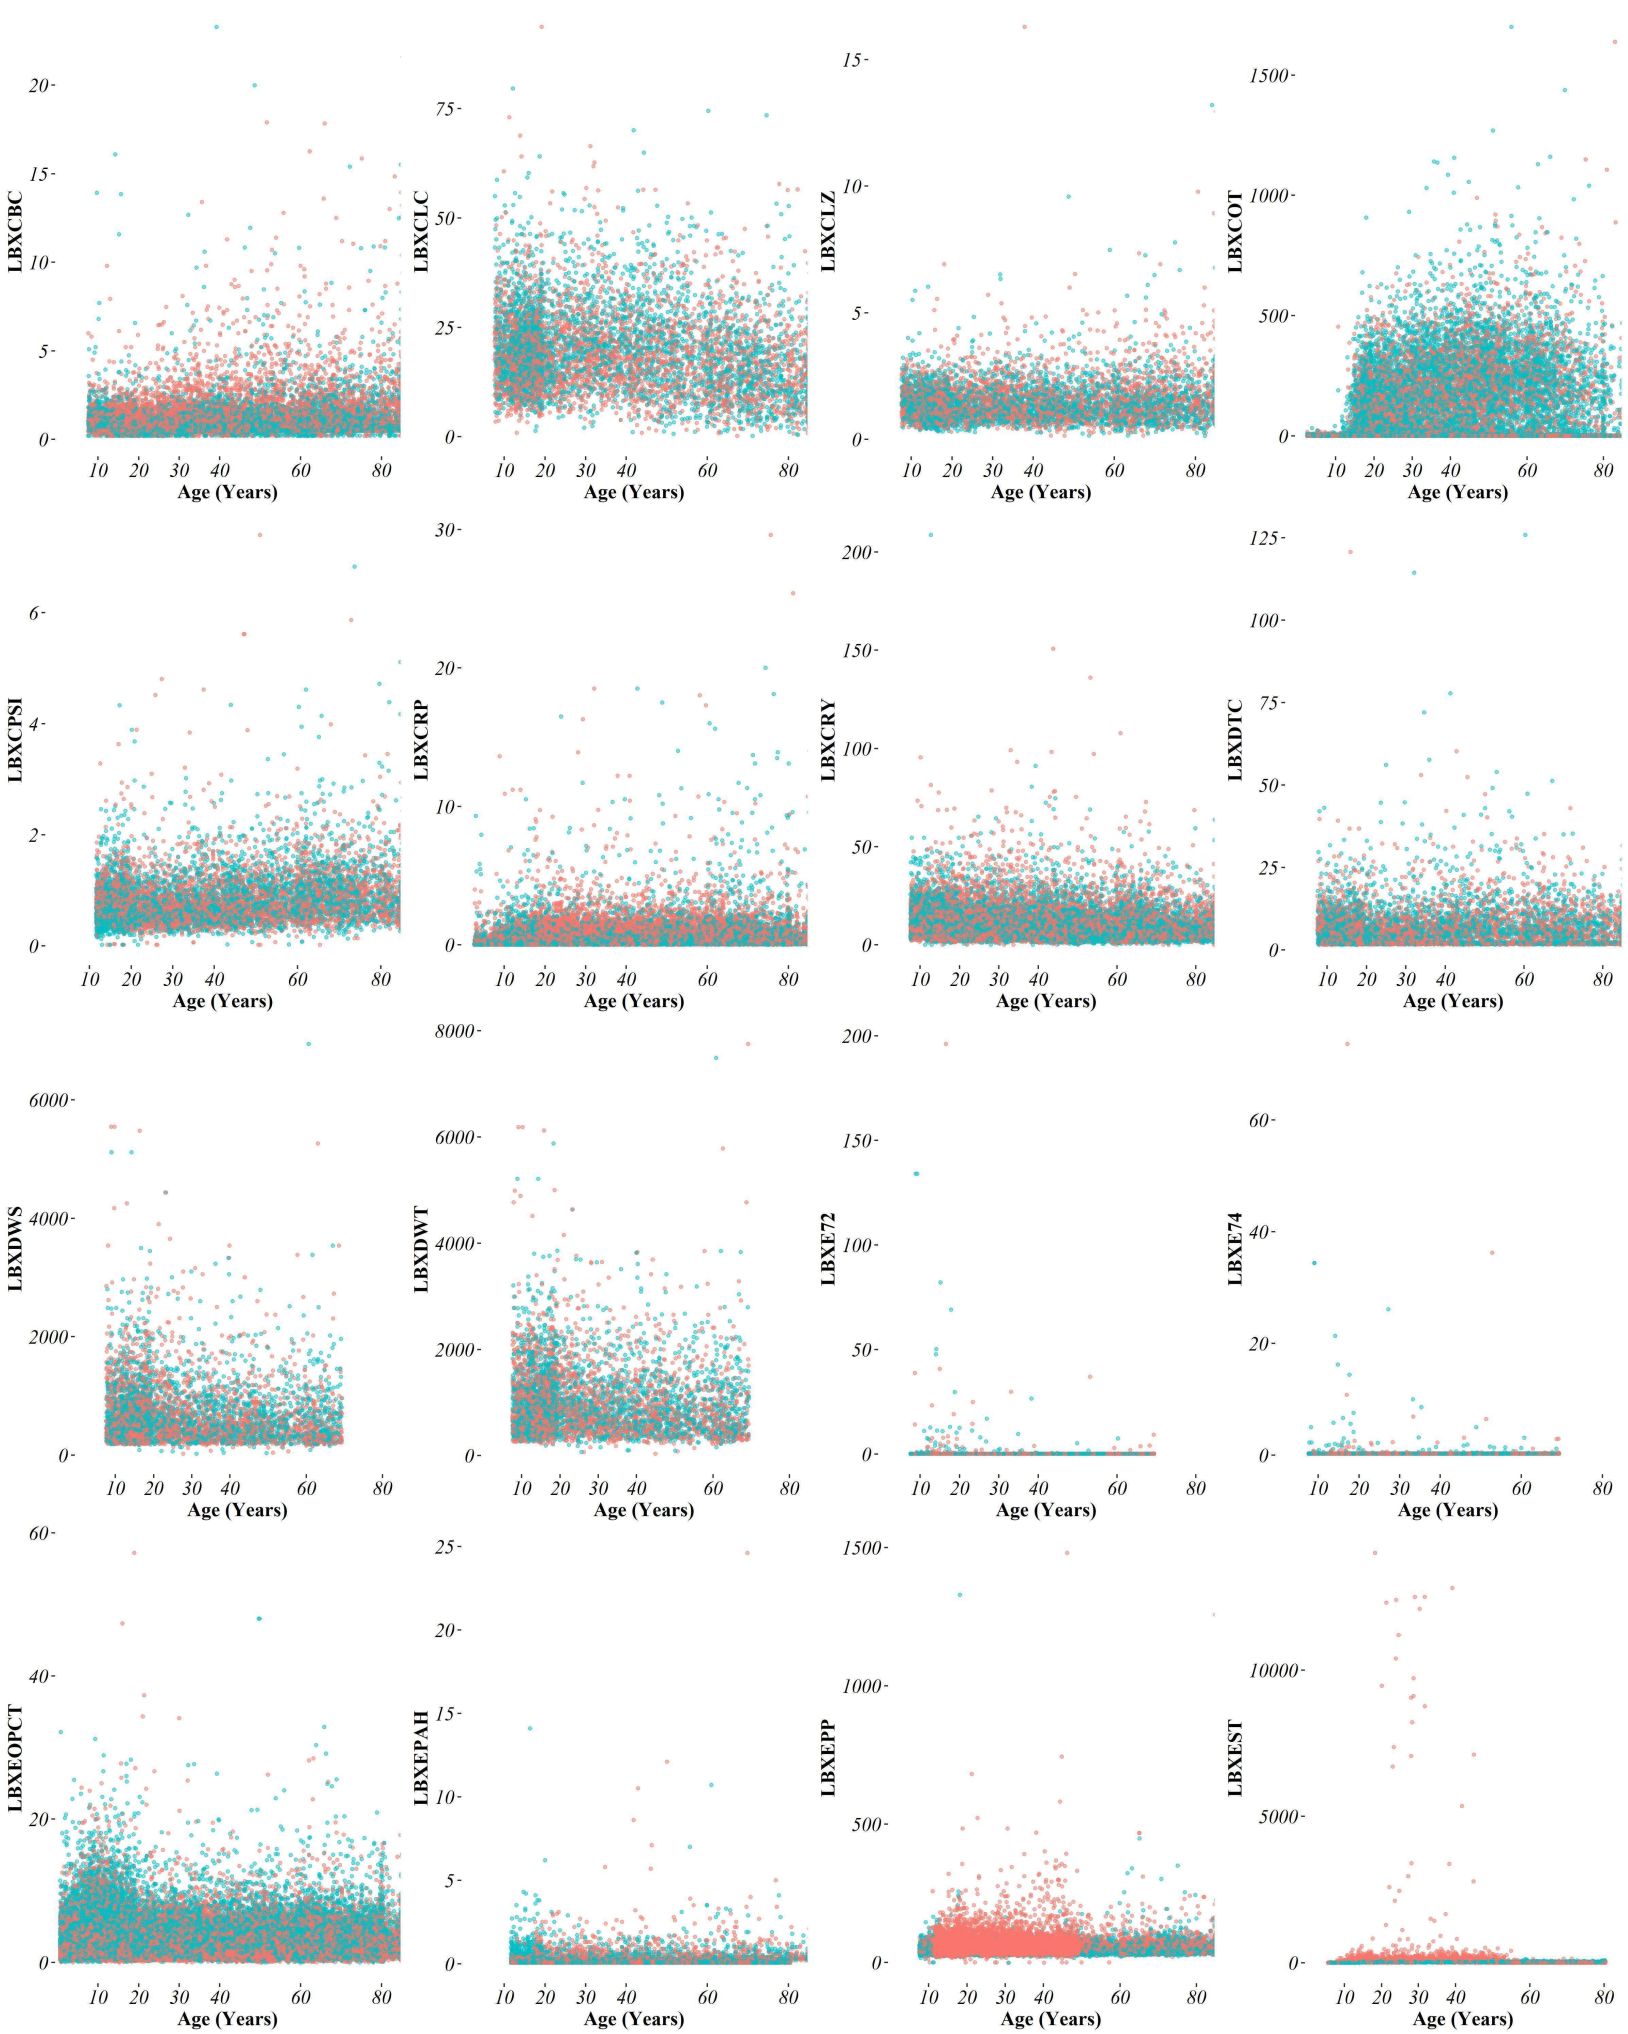 LBXCBC
20
15
10
5
0
10 20 30 40 60 80
Age (Years)
LBXCLC
75
50
25
0
10 20 30 40 60 80
Age (Years)
LBXCLZ
15
10
5
0
10 20 30 40 60 80
Age (Years)
LBXCOT
1500
1000
500
0
10 20 30 40 60 80
Age (Years)
LBXCPSI
6
4
2
0
10 20 30 40 60 80
Age (Years)
LBXCRP
30
20
10
0
10 20 30 40 60 80
Age (Years)
LBXCRY
200
150
100
50
0
10 20 30 40 60 80
Age (Years)
LBXDTC
125
100
75
50
25
0
10 20 30 40 60 80
Age (Years)
LBXDWS
6000
4000
2000
0
10 20 30 40 60 80
Age (Years)
LBXDWT
8000
6000
4000
2000
0
10 20 30 40 60 80
Age (Years)
LBXE72
200
150
100
50
0
10 20 30 40 60 80
Age (Years)
LBXE74
60
40
20
0
10 20 30 40 60 80
Age (Years)
LBXEOPCT
60
40
20
0
10 20 30 40 60 80
Age (Years)
LBXEPAH
25
20
15
10
5
0
10 20 30 40 60 80
Age (Years)
LBXEPP
1500
1000
500
0
10 20 30 40 60 80
Age (Years)
LBXEST
10000
5000
0
10 20 30 40 60 80
Age (Years)